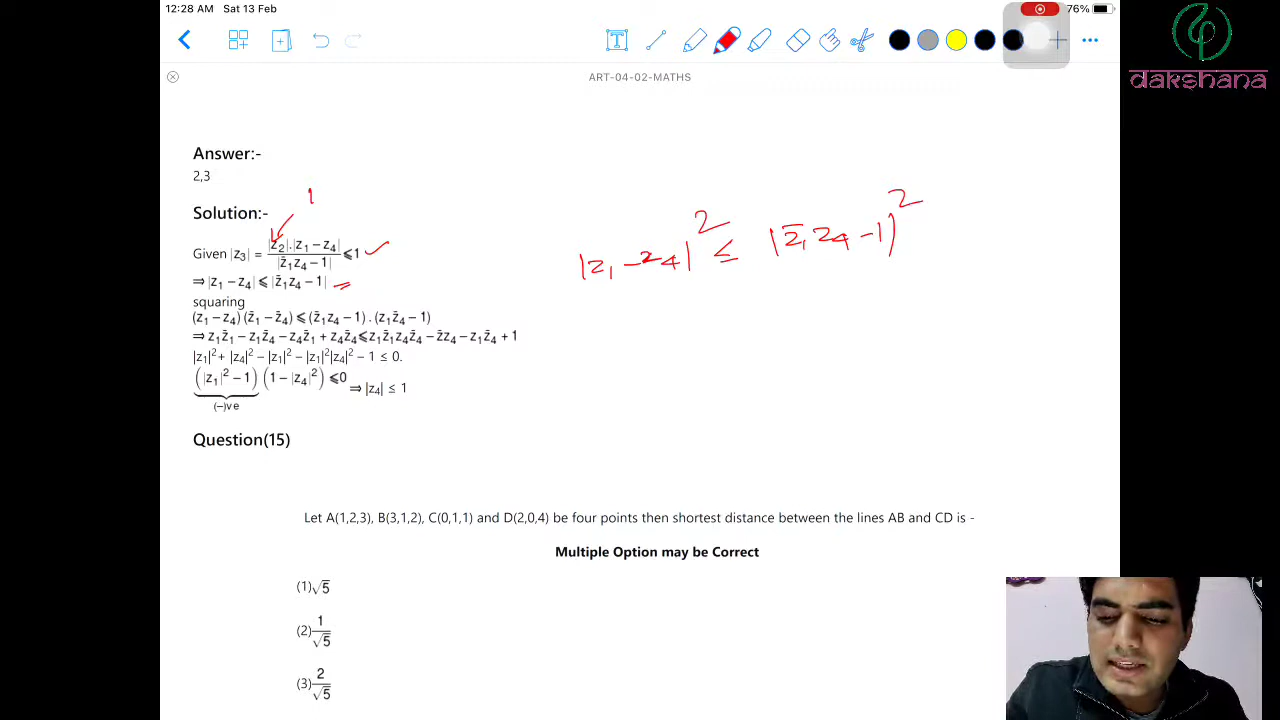 12:28 AM Sat 13 Feb
76%
dakshana
ART-04-02-MATHS
Answer:-
2,3
Solution:-
1
Given |z₃| = |z₂|.|z₁ − z₄| / |z̄₁z₄ − 1| ⩽ 1
⇒ |z₁ − z₄| ⩽ |z̄₁z₄ − 1|
|z₁ − z₄|² ≤ |z̄₁z₄ − 1|²
squaring
(z₁ − z₄) (z̄₁ − z̄₄) ⩽ (z̄₁z₄ − 1) . (z₁z̄₄ − 1)
⇒ z₁z̄₁ − z₁z̄₄ − z₄z̄₁ + z₄z̄₄ ⩽ z₁z̄₁z₄z̄₄ − z̄z₄ − z₁z̄₄ + 1
|z₁|² + |z₄|² − |z₁|² − |z₁|²|z₄|² − 1 ≤ 0.
(|z₁|² − 1) (1 − |z₄|²) ⩽ 0 ⇒ |z₄| ≤ 1
(−)ve
Question(15)
Let A(1,2,3), B(3,1,2), C(0,1,1) and D(2,0,4) be four points then shortest distance between the lines AB and CD is -
Multiple Option may be Correct
(1) √5
(2) 1/√5
(3) 2/√5